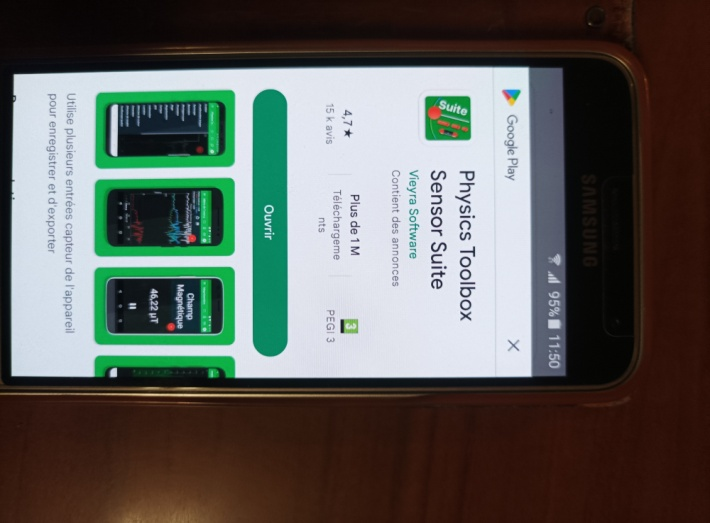 SAMSUNG
95% 11:50
Google Play
Suite
Physics Toolbox
Sensor Suite
Vieyra Software
Contient des annonces
4,7★
15 k avis
Plus de 1 M
Téléchargeme
nts
3
PEGI 3
Ouvrir
Champ
Magnétique
46,22 µT
Utilise plusieurs entrées capteur de l'appareil
pour enregistrer et d'exporter